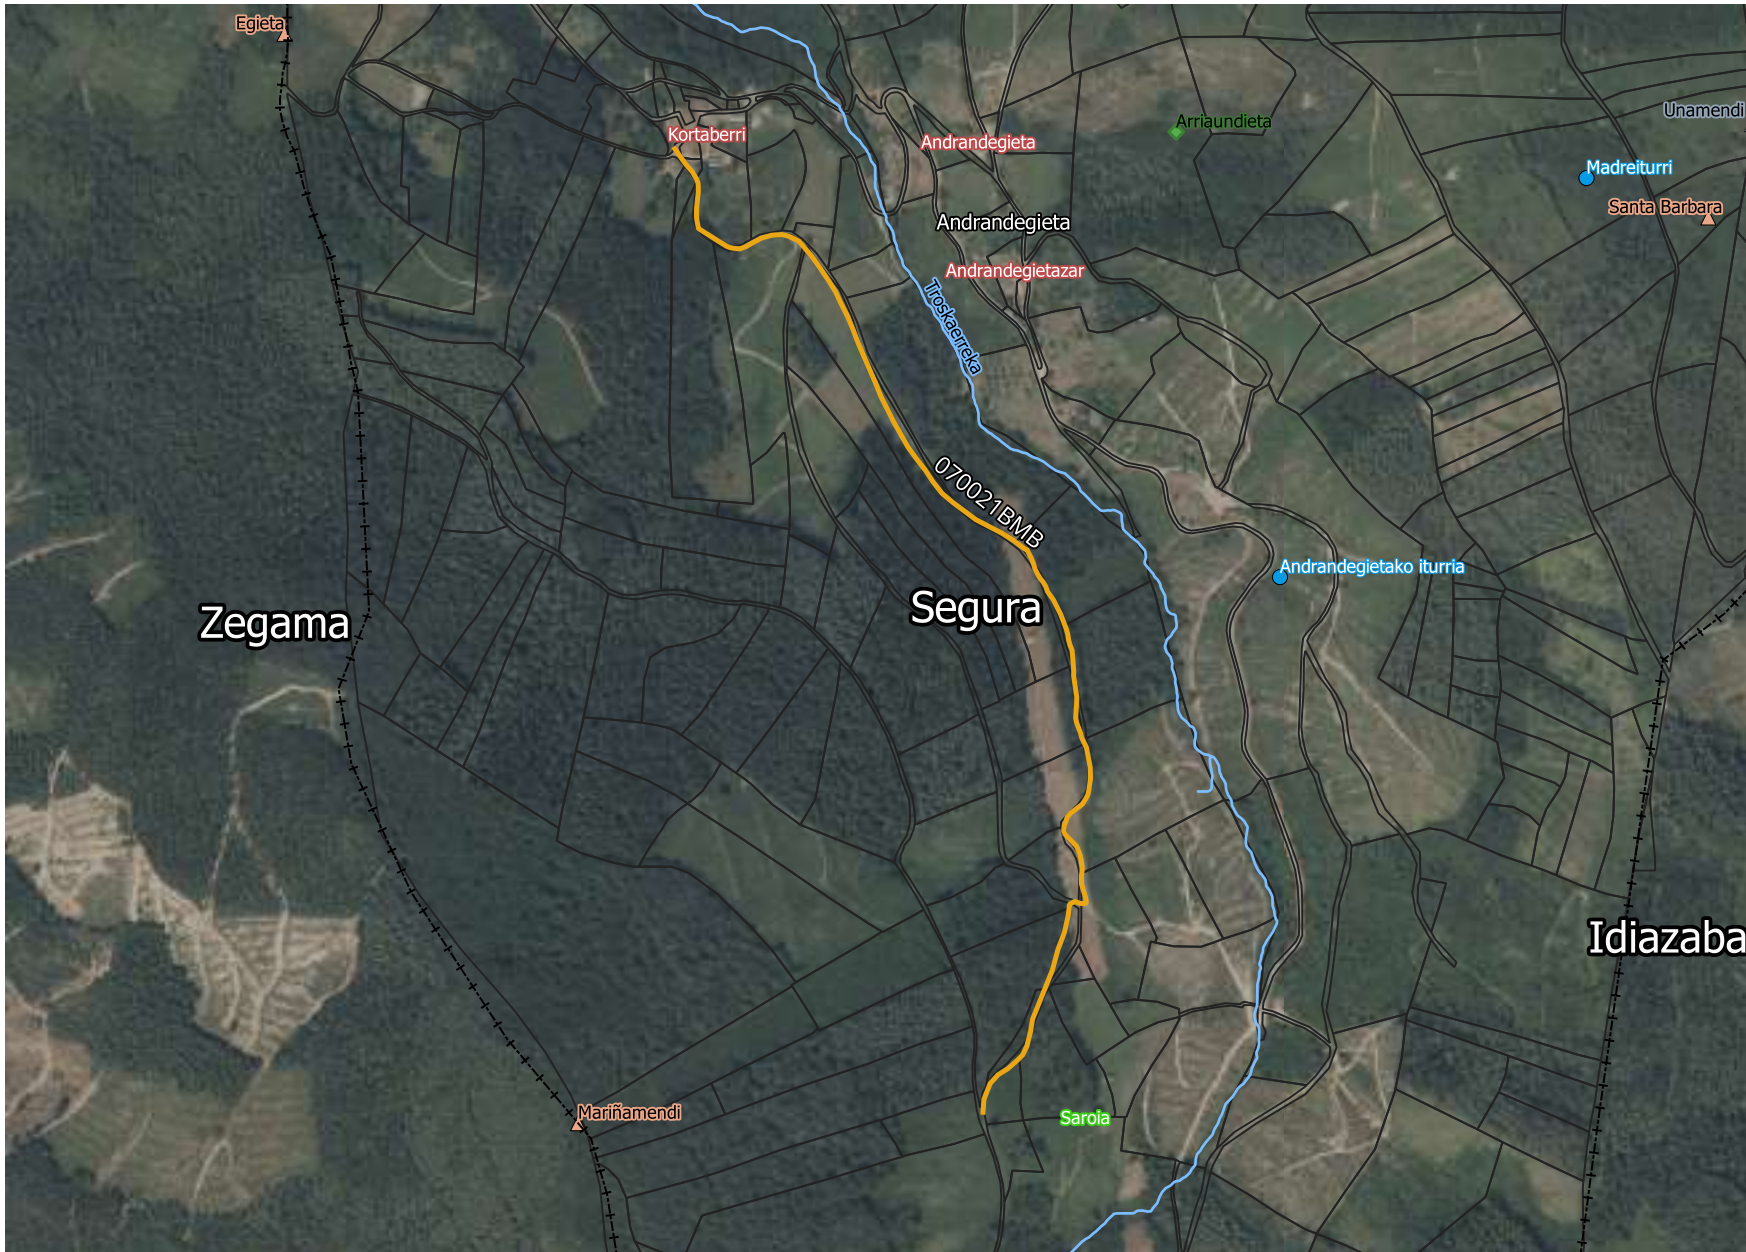 Egieta
Unamendi
Arriaundieta
Kortaberri
Andrandegieta
Madreiturri
Santa Barbara
Andrandegieta
Andrandegietazar
Troskaerreka
070021BMB
Andrandegietako iturria
Segura
Zegama
Idiazaba
Mariñamendi
Saroia